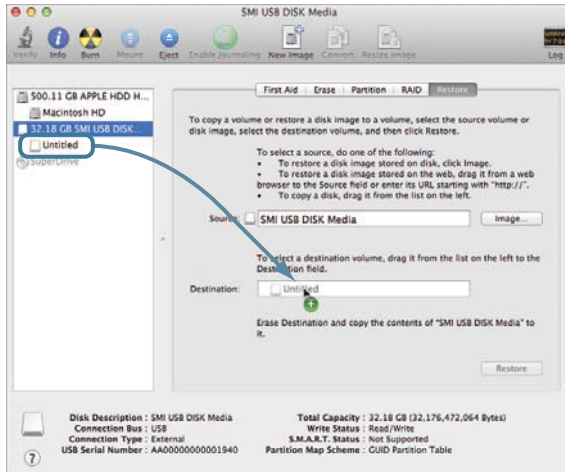 SMI USB DISK Media
Verify Info Burn Mount Eject Enable Journaling New Image Convert Resize Image Log
First Aid Erase Partition RAID Restore
500.11 GB APPLE HDD H...
Macintosh HD
32.18 GB SMI USB DISK...
Untitled
SuperDrive
To copy a volume or restore a disk image to a volume, select the source volume or
disk image, select the destination volume, and then click Restore.
To select a source, do one of the following:
• To restore a disk image stored on disk, click Image.
• To restore a disk image stored on the web, drag it from a web
browser to the Source field or enter its URL starting with "http://".
• To copy a disk, drag it from the list on the left.
Source: SMI USB DISK Media Image...
To select a destination volume, drag it from the list on the left to the
Destination field.
Destination: Untitled
Erase Destination and copy the contents of "SMI USB DISK Media" to
it.
Restore
Disk Description : SMI USB DISK Media
Connection Bus : USB
Connection Type : External
USB Serial Number : AA00000000001940
Total Capacity : 32.18 GB (32,176,472,064 Bytes)
Write Status : Read/Write
S.M.A.R.T. Status : Not Supported
Partition Map Scheme : GUID Partition Table
?